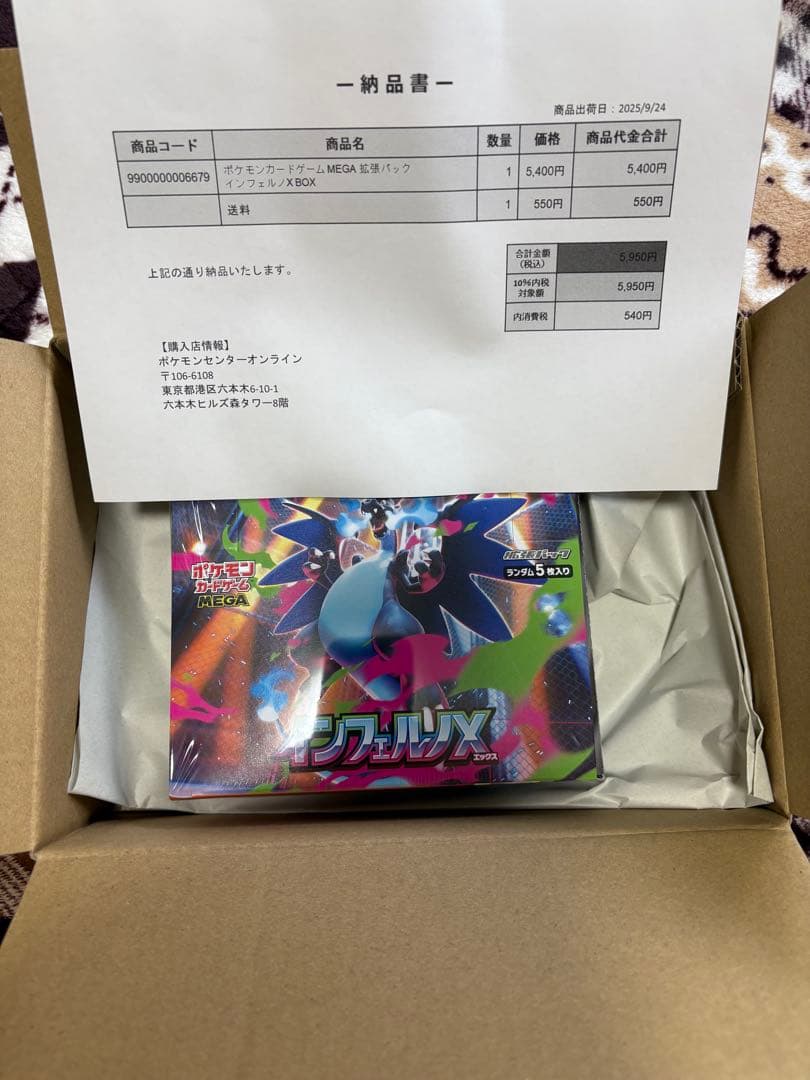 ー納品書ー
商品出荷日：2025/9/24
商品コード 商品名 数量 価格 商品代金合計
9900000006679 ポケモンカードゲーム MEGA 拡張パック 1 5,400円 5,400円
インフェルノX BOX
送料 1 550円 550円
合計金額 5,950円
(税込)
10%内税 5,950円
対象額
内消費税 540円
上記の通り納品いたします。
【購入店情報】
ポケモンセンターオンライン
〒106-6108
東京都港区六本木6-10-1
六本木ヒルズ森タワー8階
拡張パック
ランダム5枚入り
ポケモン
カードゲーム
MEGA
インフェルノX
エックス